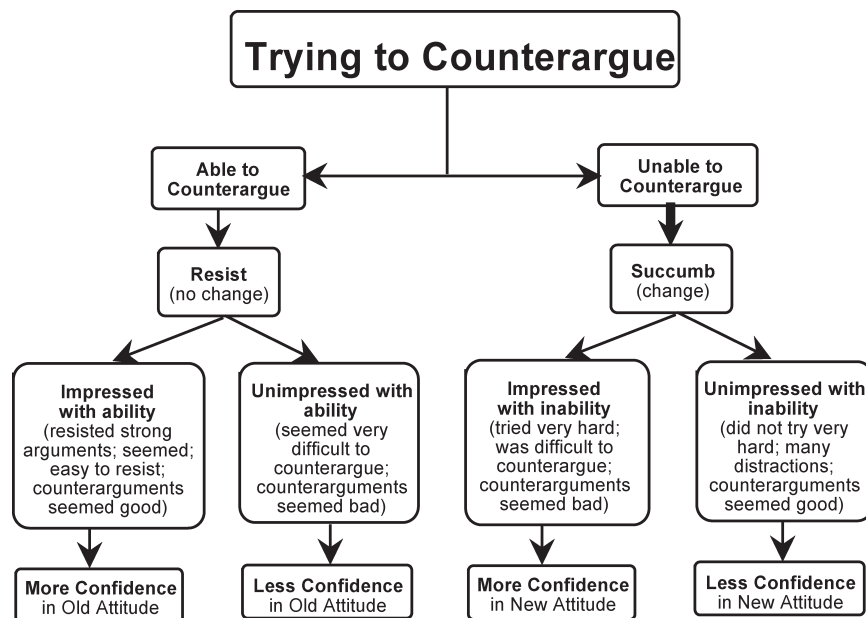 Trying to Counterargue
Able to
Counterargue
Unable to
Counterargue
Resist
(no change)
Succumb
(change)
Impressed
with ability
(resisted strong
arguments; seemed;
easy to resist;
counterarguments
seemed good)
Unimpressed with
ability
(seemed very
difficult to
counterargue;
counterarguments
seemed bad)
Impressed
with inability
(tried very hard;
was difficult to
counterargue;
counterarguments
seemed bad)
Unimpressed with
inability
(did not try very
hard; many
distractions;
counterarguments
seemed good)
More Confidence
in Old Attitude
Less Confidence
in Old Attitude
More Confidence
in New Attitude
Less Confidence
in New Attitude